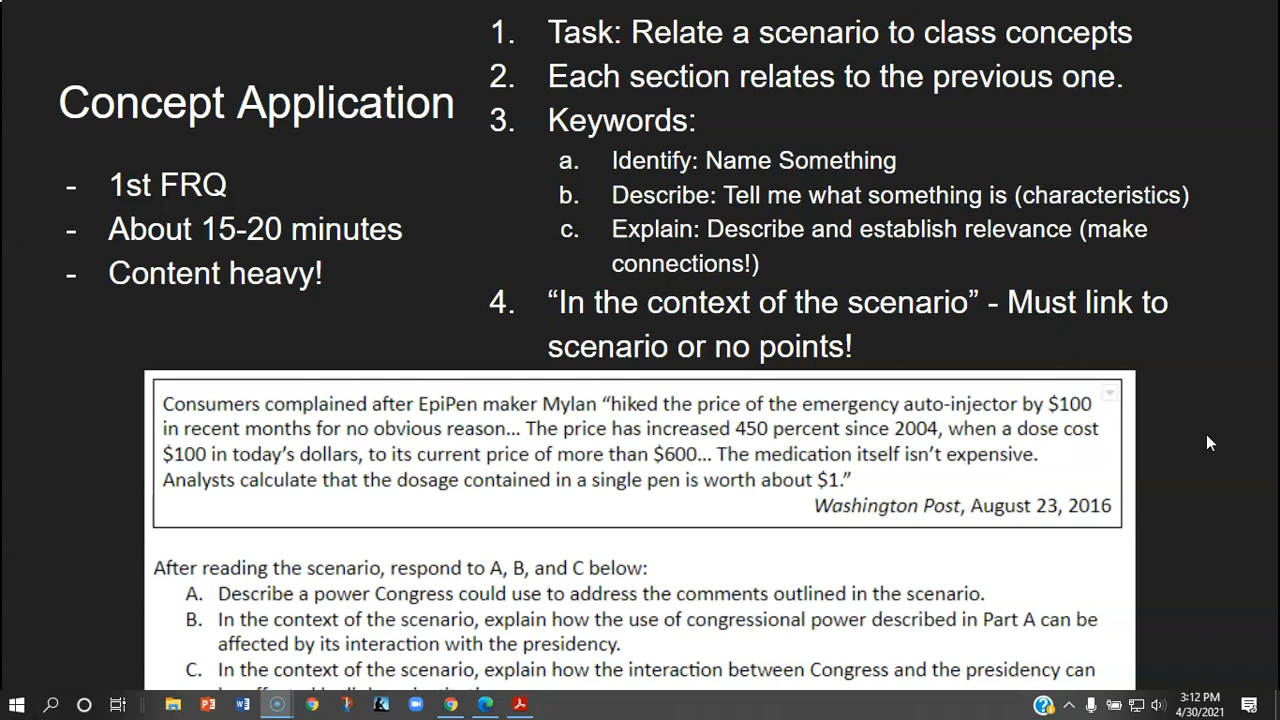 Concept Application
- 1st FRQ
- About 15-20 minutes
- Content heavy!
1. Task: Relate a scenario to class concepts
2. Each section relates to the previous one.
3. Keywords:
a. Identify: Name Something
b. Describe: Tell me what something is (characteristics)
c. Explain: Describe and establish relevance (make
connections!)
4. “In the context of the scenario” - Must link to
scenario or no points!
Consumers complained after EpiPen maker Mylan “hiked the price of the emergency auto-injector by $100
in recent months for no obvious reason... The price has increased 450 percent since 2004, when a dose cost
$100 in today’s dollars, to its current price of more than $600... The medication itself isn’t expensive.
Analysts calculate that the dosage contained in a single pen is worth about $1.”
Washington Post, August 23, 2016
After reading the scenario, respond to A, B, and C below:
A. Describe a power Congress could use to address the comments outlined in the scenario.
B. In the context of the scenario, explain how the use of congressional power described in Part A can be
affected by its interaction with the presidency.
C. In the context of the scenario, explain how the interaction between Congress and the presidency can
3:12 PM
4/30/2021